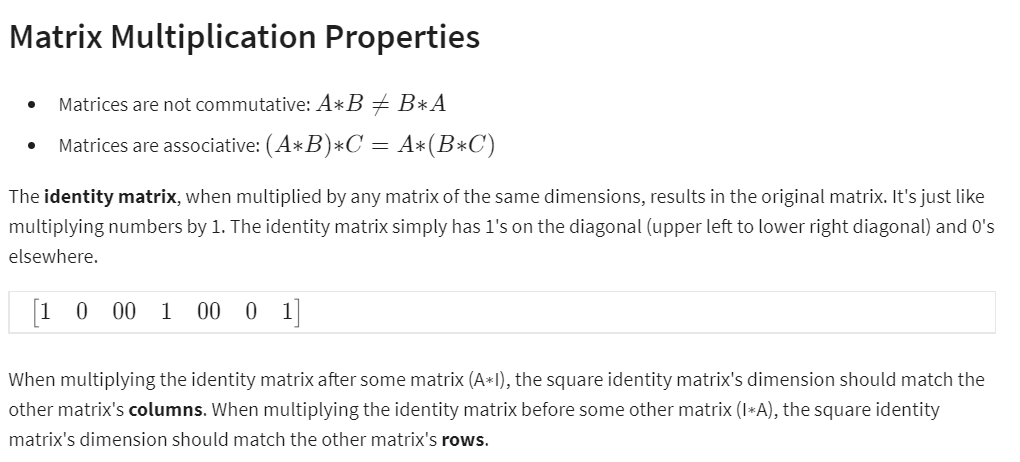 Matrix Multiplication Properties
• Matrices are not commutative: A∗B ≠ B∗A
• Matrices are associative: (A∗B)∗C = A∗(B∗C)
The identity matrix, when multiplied by any matrix of the same dimensions, results in the original matrix. It's just like
multiplying numbers by 1. The identity matrix simply has 1's on the diagonal (upper left to lower right diagonal) and 0's
elsewhere.
[1 0 00 1 00 0 1]
When multiplying the identity matrix after some matrix (A∗I), the square identity matrix's dimension should match the
other matrix's columns. When multiplying the identity matrix before some other matrix (I∗A), the square identity
matrix's dimension should match the other matrix's rows.